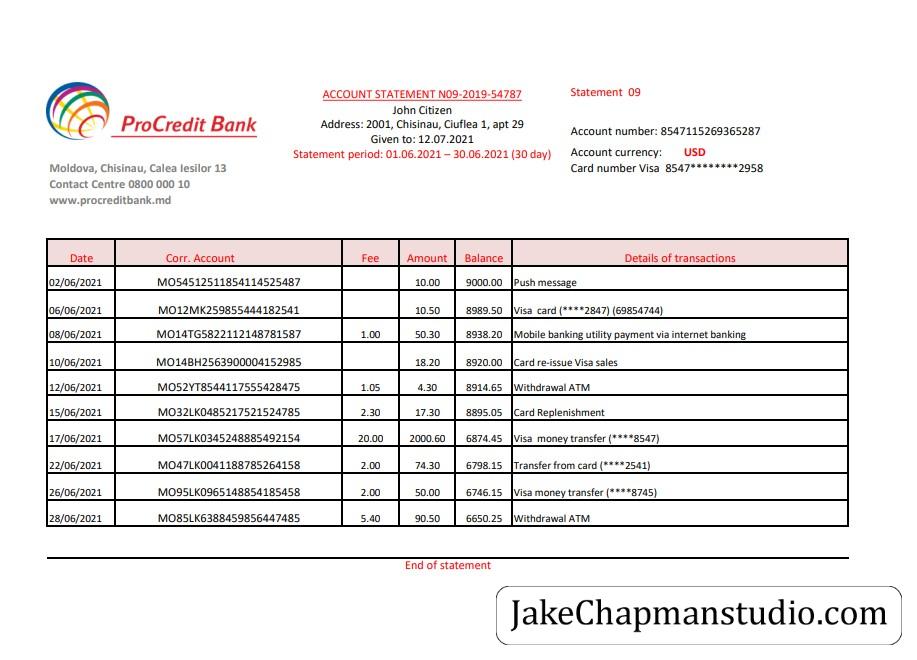 ProCredit Bank
Moldova, Chisinau, Calea Iesilor 13
Contact Centre 0800 000 10
www.procreditbank.md
ACCOUNT STATEMENT N09-2019-54787
John Citizen
Address: 2001, Chisinau, Ciuflea 1, apt 29
Given to: 12.07.2021
Statement period: 01.06.2021 – 30.06.2021 (30 day)
Statement 09
Account number: 8547115269365287
Account currency: USD
Card number Visa 8547********2958
Date Corr. Account Fee Amount Balance Details of transactions
02/06/2021 MO54512511854114525487 10.00 9000.00 Push message
06/06/2021 MO12MK259855444182541 10.50 8989.50 Visa card (****2847) (69854744)
08/06/2021 MO14TG5822112148781587 1.00 50.30 8938.20 Mobile banking utility payment via internet banking
10/06/2021 MO14BH2563900004152985 18.20 8920.00 Card re-issue Visa sales
12/06/2021 MO52YT8544117555428475 1.05 4.30 8914.65 Withdrawal ATM
15/06/2021 MO32LK0485217521524785 2.30 17.30 8895.05 Card Replenishment
17/06/2021 MO57LK0345248885492154 20.00 2000.60 6874.45 Visa money transfer (****8547)
22/06/2021 MO47LK0041188785264158 2.00 74.30 6798.15 Transfer from card (****2541)
26/06/2021 MO95LK0965148854185458 2.00 50.00 6746.15 Visa money transfer (****8745)
28/06/2021 MO85LK6388459856447485 5.40 90.50 6650.25 Withdrawal ATM
End of statement
JakeChapmanstudio.com